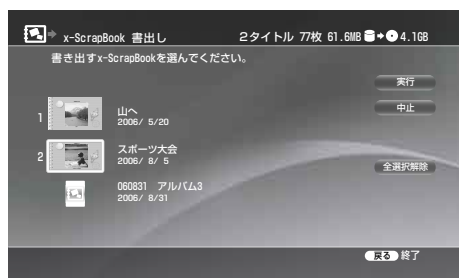 x-ScrapBook 書出し 2タイトル 77枚 61.6MB 4.1GB
書き出すx-ScrapBookを選んでください。
実行
中止
1 山へ
2006/ 5/20
2 スポーツ大会
2006/ 8/ 5
全選択解除
060831 アルバム3
2006/ 8/31
戻る 終了